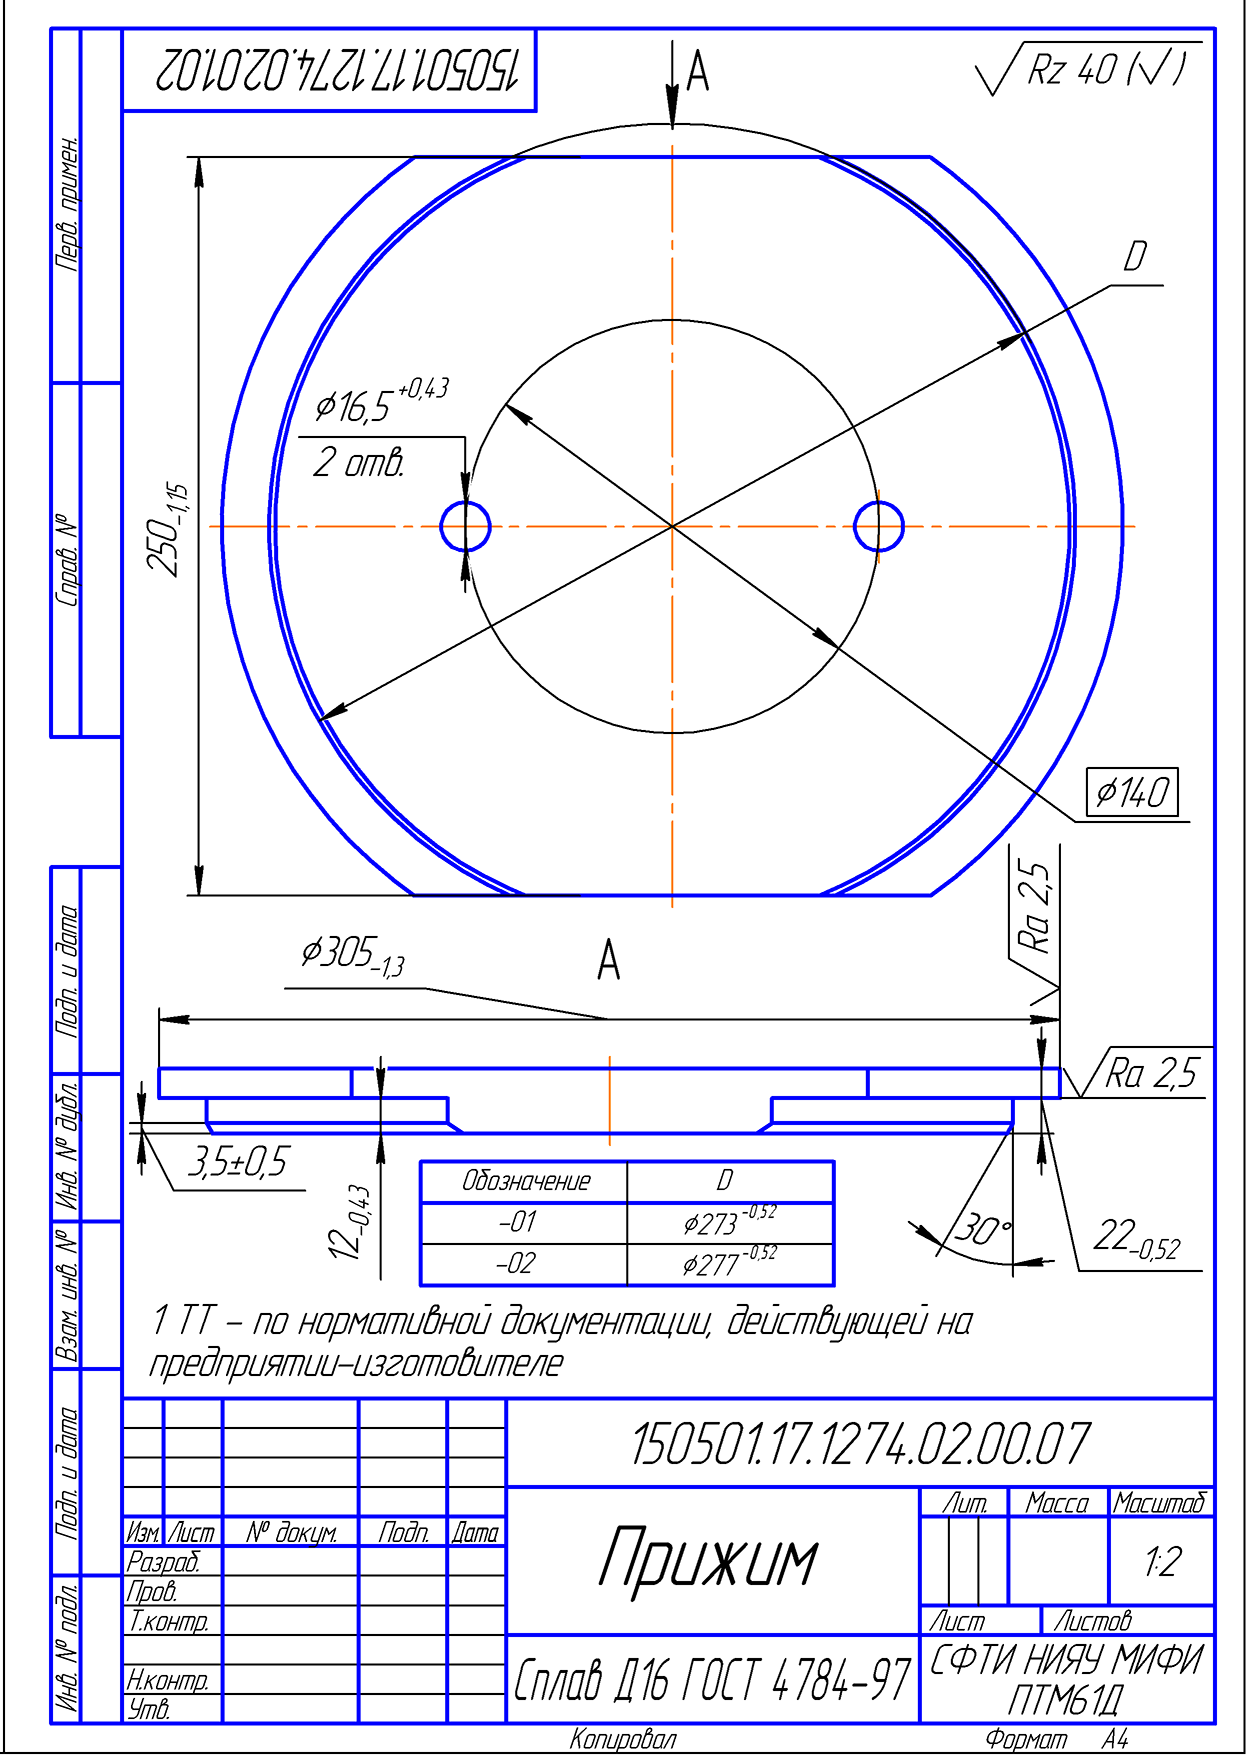 150501.17.1274.02.01.02
A
Rz 40 (√)
D
⌀16,5 +0,43
2 отв.
250 -1,15
⌀140
Ra 2,5
⌀305 -1,3
A
Ra 2,5
3,5±0,5
12 -0,43
Обозначение D
-01 ⌀273 -0,52
-02 ⌀277 -0,52
30°
22 -0,52
1 ТТ – по нормативной документации, действующей на
предприятии-изготовителе
Перв. примен.
Справ. №
Подп. и дата
Инв. № дубл.
Взам. инв. №
Подп. и дата
Инв. № подл.
150501.17.1274.02.00.07
Лит. Масса Масштаб
Изм. Лист № докум. Подп. Дата
Прижим
1:2
Разраб.
Пров.
Т.контр.
Лист Листов
Н.контр.
Утв.
Сплав Д16 ГОСТ 4784-97
СФТИ НИЯУ МИФИ
ПТМ61Д
Копировал Формат А4